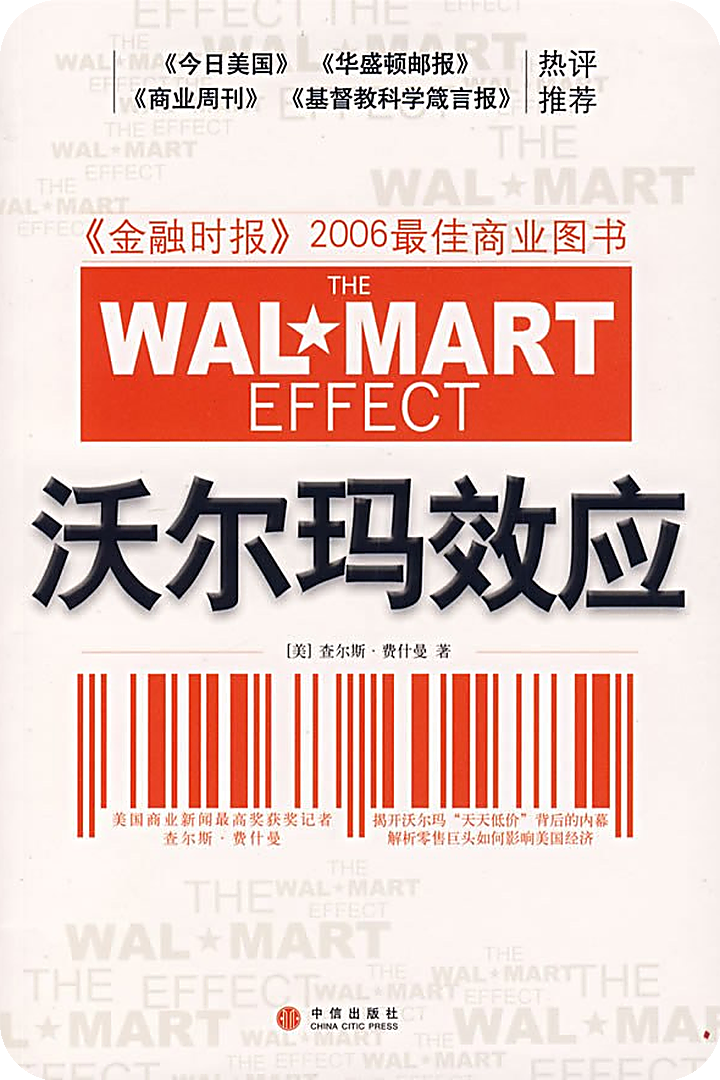 《今日美国》 《华盛顿邮报》 热评
《商业周刊》 《基督教科学箴言报》 推荐
《金融时报》2006最佳商业图书
THE
WAL★MART
EFFECT
沃尔玛效应
[美] 查尔斯·费什曼 著
美国商业新闻最高奖获奖记者
查尔斯·费什曼
揭开沃尔玛“天天低价”背后的内幕
解析零售巨头如何影响美国经济
THE
WAL★MART
EFFECT
中信出版社
CHINA CITIC PRESS